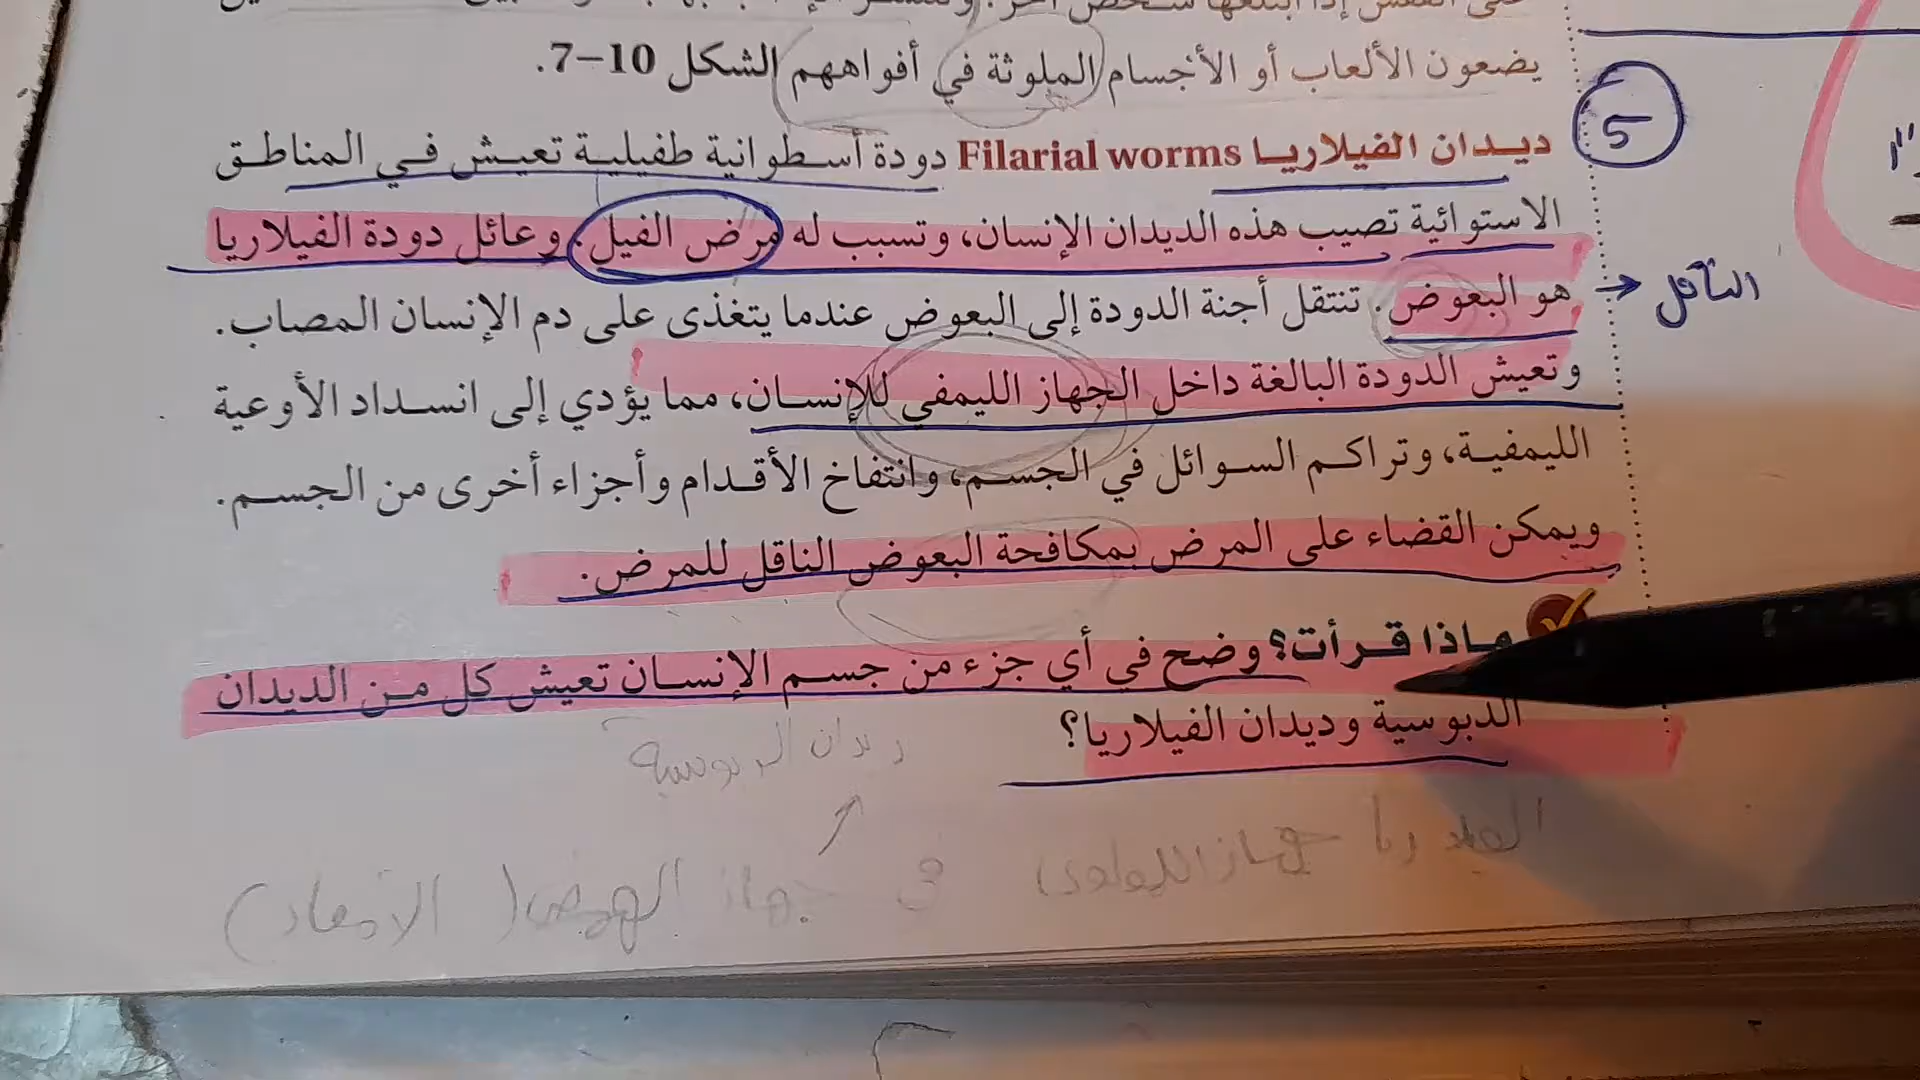 يضعون الألعاب أو الأجسام الملوثة في أفواههم الشكل 10-7.
5
ديدان الفيلاريا Filarial worms دودة أسطوانية طفيلية تعيش في المناطق
الاستوائية تصيب هذه الديدان الإنسان، وتسبب له مرض الفيل. وعائل دودة الفيلاريا
هو البعوض. تنتقل أجنة الدودة إلى البعوض عندما يتغذى على دم الإنسان المصاب.
الناقل
وتعيش الدودة البالغة داخل الجهاز الليمفي للإنسان، مما يؤدي إلى انسداد الأوعية
الليمفية، وتراكم السوائل في الجسم، وانتفاخ الأقدام وأجزاء أخرى من الجسم.
ويمكن القضاء على المرض بمكافحة البعوض الناقل للمرض.
ماذا قرأت؟ وضح في أي جزء من جسم الإنسان تعيش كل من الديدان
الدبوسية وديدان الفيلاريا؟
ديدان الدبوسية
جهاز
في جهاز الهضمي (الأمعاء)